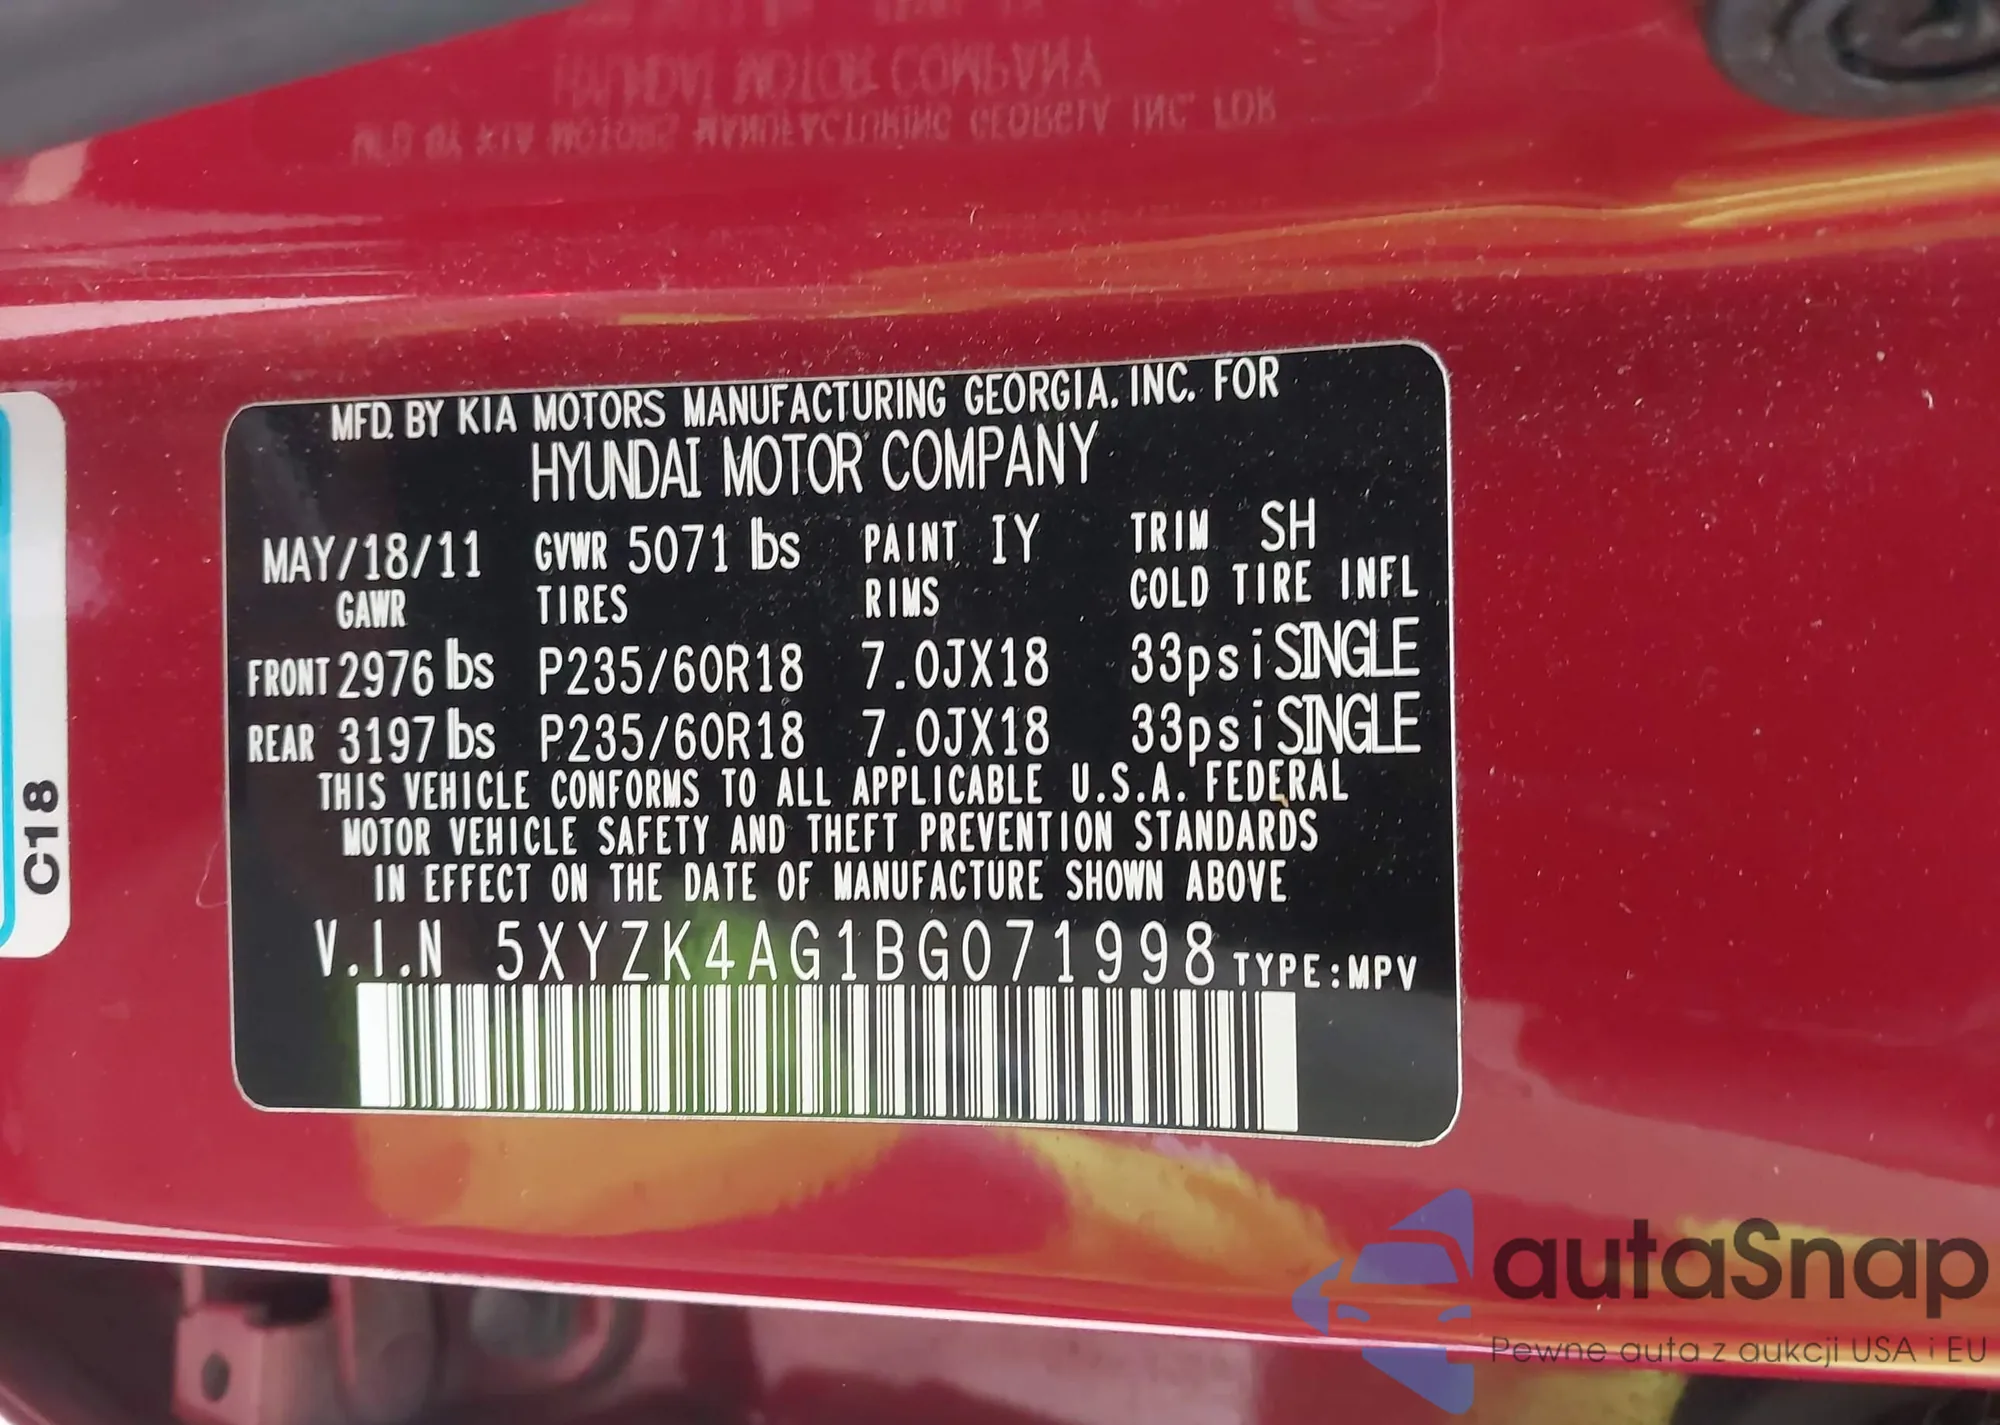 MFD. BY KIA MOTORS MANUFACTURING GEORGIA. INC. FOR
HYUNDAI MOTOR COMPANY
MAY/18/11 GVWR 5071 lbs PAINT IY TRIM SH
GAWR TIRES RIMS COLD TIRE INFL
FRONT 2976 lbs P235/60R18 7.0JX18 33psi SINGLE
REAR 3197 lbs P235/60R18 7.0JX18 33psi SINGLE
THIS VEHICLE CONFORMS TO ALL APPLICABLE U.S.A. FEDERAL
MOTOR VEHICLE SAFETY AND THEFT PREVENTION STANDARDS
IN EFFECT ON THE DATE OF MANUFACTURE SHOWN ABOVE
V.I.N 5XYZK4AG1BG071998 TYPE:MPV
C18
autaSnap
Pewne auta z aukcji USA i EU